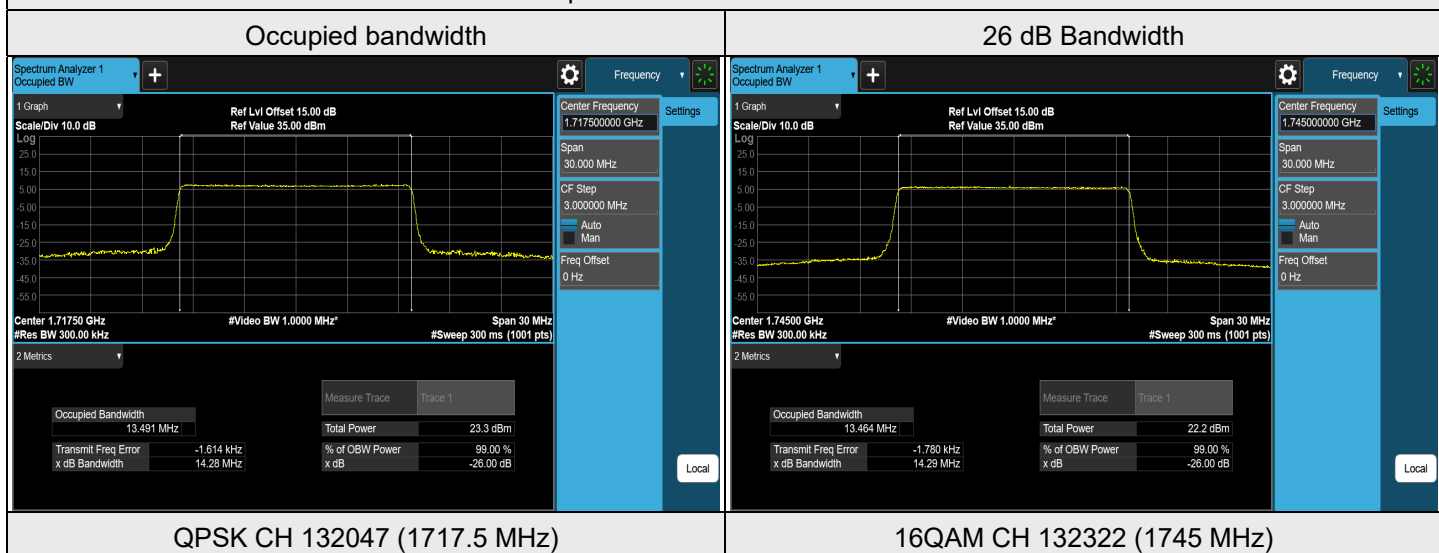 Occupied bandwidth
26 dB Bandwidth
Spectrum Analyzer 1
Occupied BW
+
Frequency
1 Graph
Ref Lvl Offset 15.00 dB
Scale/Div 10.0 dB
Ref Value 35.00 dBm
Log
25.0
15.0
5.00
-5.00
-15.0
-25.0
-35.0
-45.0
-55.0
Center 1.71750 GHz
#Video BW 1.0000 MHz*
Span 30 MHz
#Res BW 300.00 kHz
#Sweep 300 ms (1001 pts)
Center Frequency
1.717500000 GHz
Settings
Span
30.000 MHz
CF Step
3.000000 MHz
Auto
Man
Freq Offset
0 Hz
2 Metrics
Measure Trace
Trace 1
Occupied Bandwidth
13.491 MHz
Total Power
23.3 dBm
Transmit Freq Error
-1.614 kHz
% of OBW Power
99.00 %
x dB Bandwidth
14.28 MHz
x dB
-26.00 dB
Local
Spectrum Analyzer 1
Occupied BW
+
Frequency
1 Graph
Ref Lvl Offset 15.00 dB
Scale/Div 10.0 dB
Ref Value 35.00 dBm
Log
25.0
15.0
5.00
-5.00
-15.0
-25.0
-35.0
-45.0
-55.0
Center 1.74500 GHz
#Video BW 1.0000 MHz*
Span 30 MHz
#Res BW 300.00 kHz
#Sweep 300 ms (1001 pts)
Center Frequency
1.745000000 GHz
Settings
Span
30.000 MHz
CF Step
3.000000 MHz
Auto
Man
Freq Offset
0 Hz
2 Metrics
Measure Trace
Trace 1
Occupied Bandwidth
13.464 MHz
Total Power
22.2 dBm
Transmit Freq Error
-1.780 kHz
% of OBW Power
99.00 %
x dB Bandwidth
14.29 MHz
x dB
-26.00 dB
Local
QPSK CH 132047 (1717.5 MHz)
16QAM CH 132322 (1745 MHz)